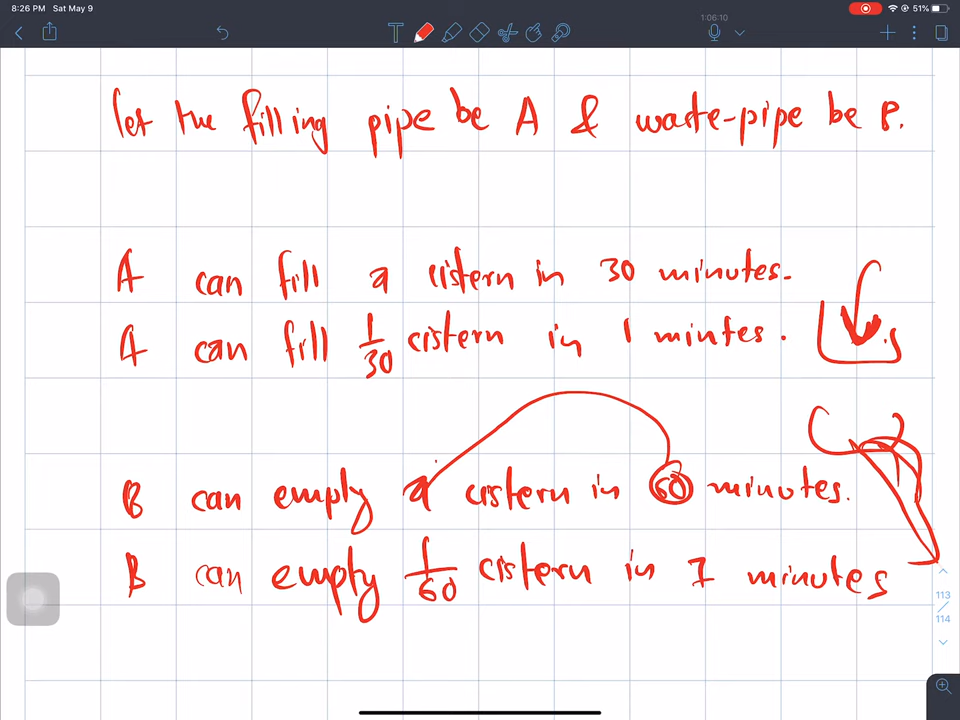 8:26 PM Sat May 9
51%
1:06:10
let the filling pipe be A & waste-pipe be B.
A can fill a cistern in 30 minutes.
A can fill 1/30 cistern in 1 mintes.
B can empty a cistern in 60 minutes.
B can empty 1/60 cistern in 1 minutes
113
/
114